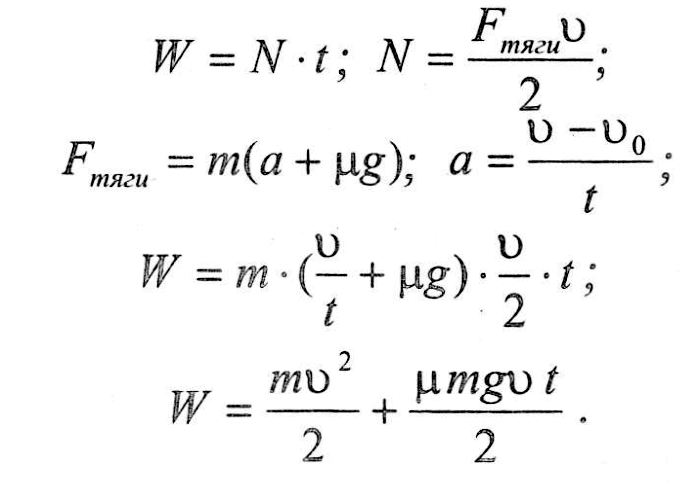 W = N · t; N = F_тяги υ / 2;
F_тяги = m(a + μg); a = (υ − υ₀) / t;
W = m · (υ/t + μg) · υ/2 · t;
W = mυ²/2 + μmgυt/2.